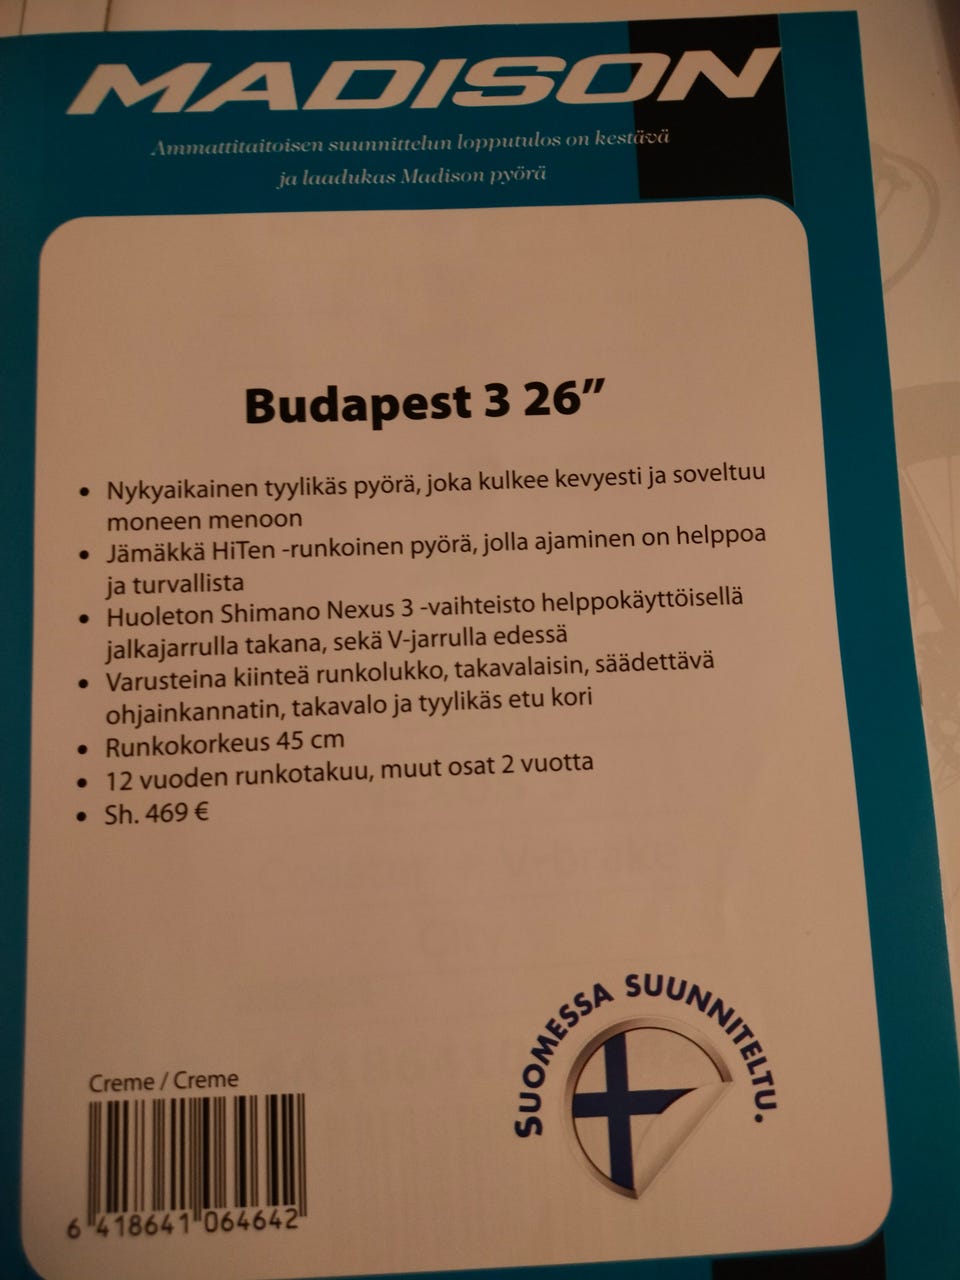 MADISON
Ammattitaitoisen suunnittelun lopputulos on kestävä
ja laadukas Madison pyörä
Budapest 3 26”
• Nykyaikainen tyylikäs pyörä, joka kulkee kevyesti ja soveltuu
moneen menoon
• Jämäkkä HiTen -runkoinen pyörä, jolla ajaminen on helppoa
ja turvallista
• Huoleton Shimano Nexus 3 -vaihteisto helppokäyttöisellä
jalkajarrulla takana, sekä V-jarrulla edessä
• Varusteina kiinteä runkolukko, takavalaisin, säädettävä
ohjainkannatin, takavalo ja tyylikäs etu kori
• Runkokorkeus 45 cm
• 12 vuoden runkotakuu, muut osat 2 vuotta
• Sh. 469 €
SUOMESSA SUUNNITELTU.
Creme / Creme
6 418641 064642